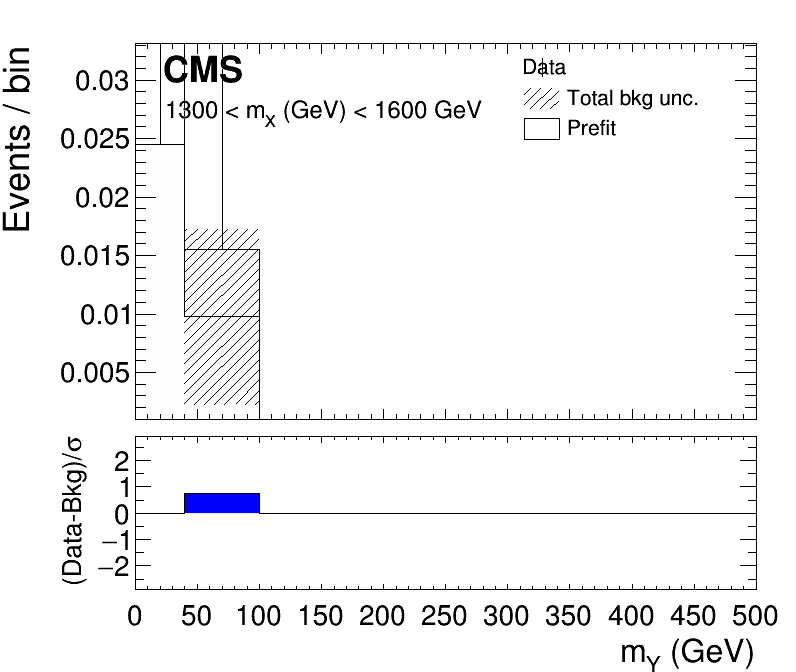 CMS
1300 < mX (GeV) < 1600 GeV
Data
Total bkg unc.
Prefit
Events / bin
0.03
0.025
0.02
0.015
0.01
0.005
(Data-Bkg)/σ
2
1
0
−1
−2
0 50 100 150 200 250 300 350 400 450 500
mY (GeV)